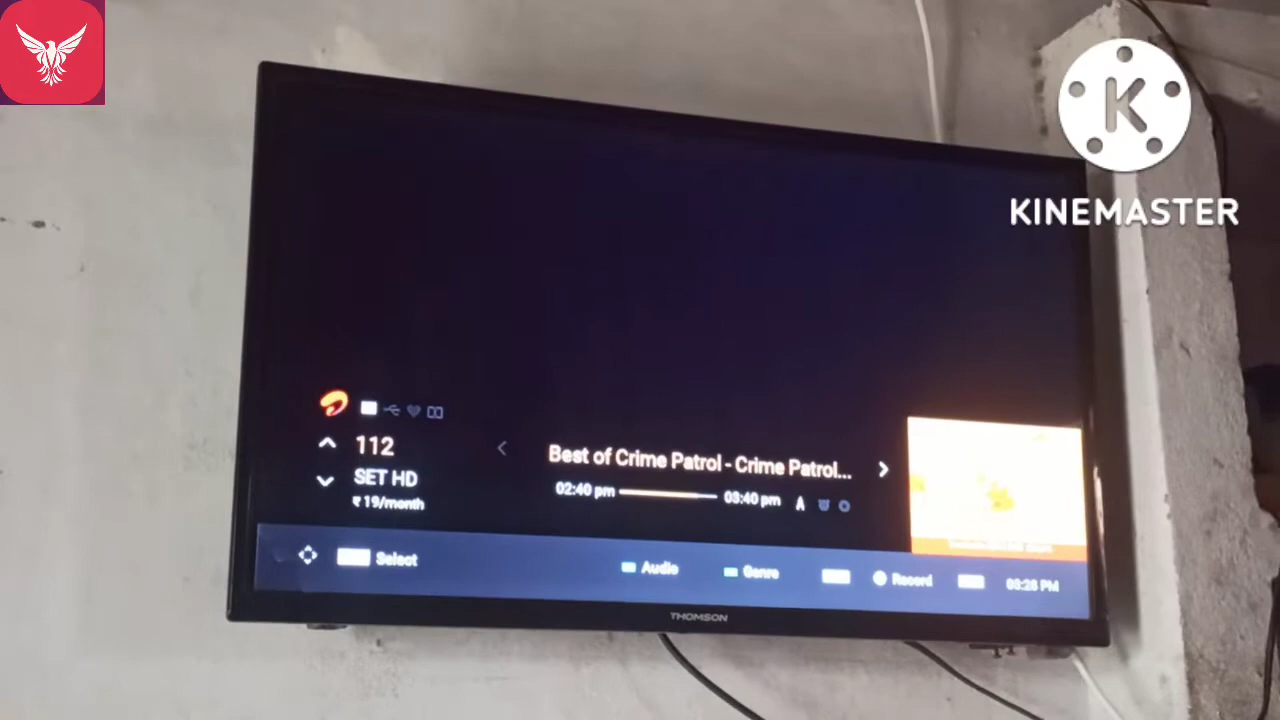 KINEMASTER
112
SET HD
₹ 19/month
Best of Crime Patrol - Crime Patrol...
02:40 pm
03:40 pm
A
Select
Audio
Genre
Record
03:28 PM
THOMSON